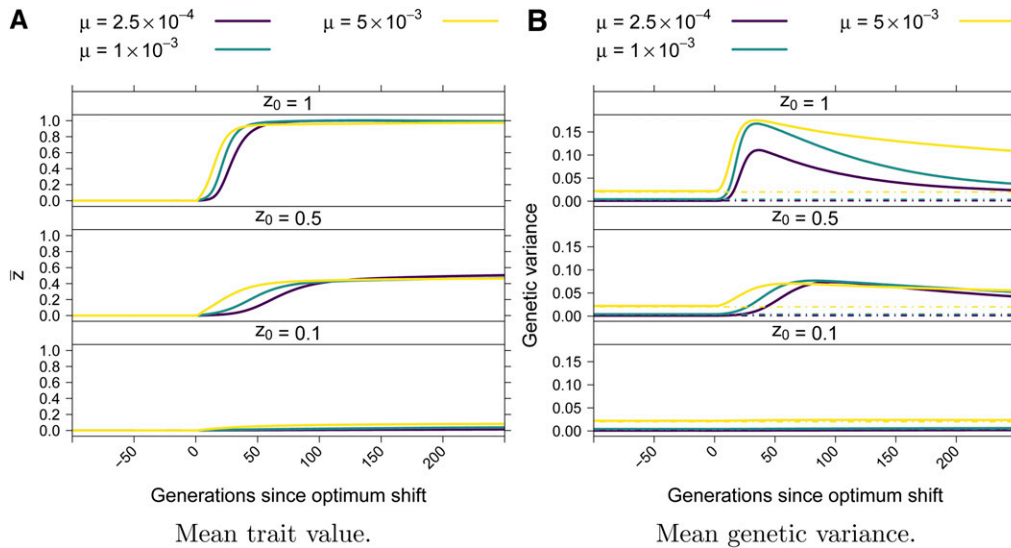 A
μ = 2.5×10⁻⁴
μ = 5×10⁻³
μ = 1×10⁻³
z₀ = 1
1.0
0.8
0.6
0.4
0.2
0.0
z₀ = 0.5
1.0
0.8
0.6
0.4
0.2
0.0
z̄
z₀ = 0.1
1.0
0.8
0.6
0.4
0.2
0.0
−50
0
50
100
150
200
Generations since optimum shift
Mean trait value.
B
μ = 2.5×10⁻⁴
μ = 5×10⁻³
μ = 1×10⁻³
z₀ = 1
0.15
0.10
0.05
0.00
z₀ = 0.5
0.15
0.10
0.05
0.00
Genetic variance
z₀ = 0.1
0.15
0.10
0.05
0.00
−50
0
50
100
150
200
Generations since optimum shift
Mean genetic variance.